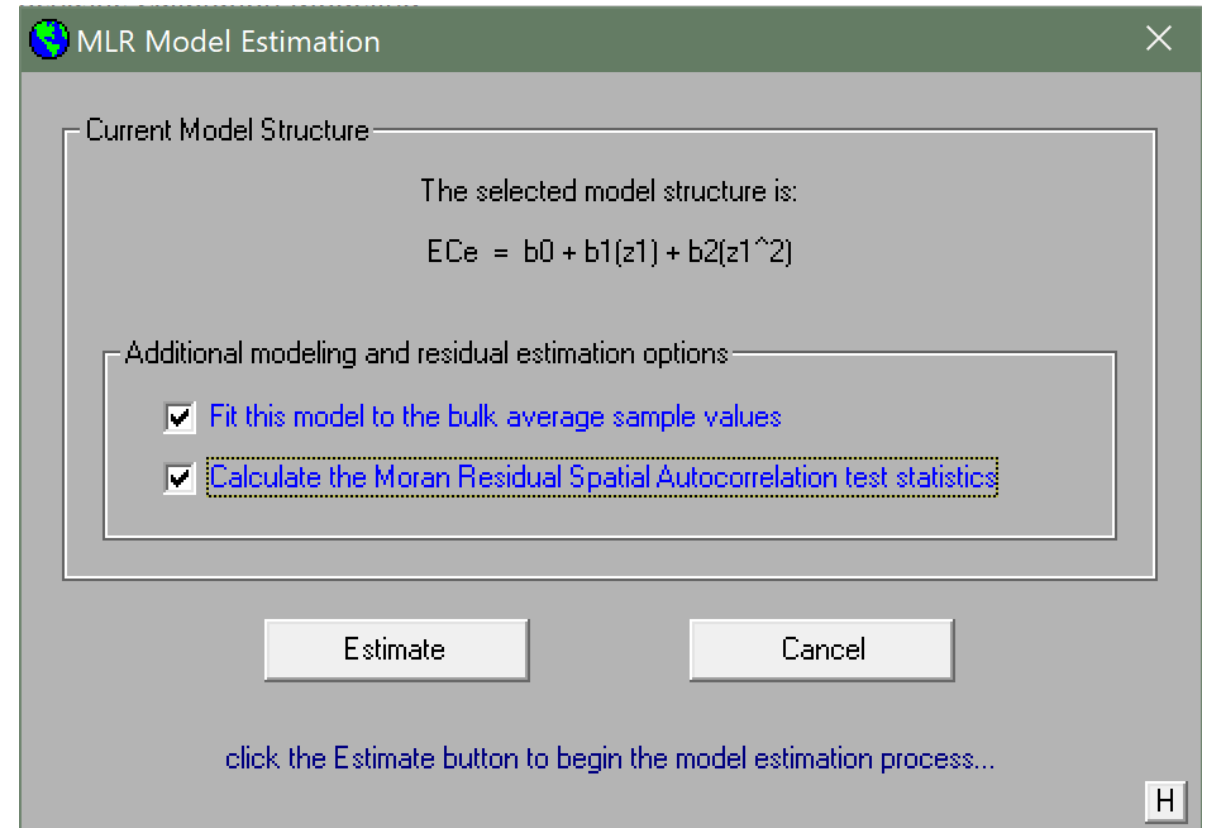 MLR Model Estimation
Current Model Structure
The selected model structure is:
ECe = b0 + b1(z1) + b2(z1^2)
Additional modeling and residual estimation options
Fit this model to the bulk average sample values
Calculate the Moran Residual Spatial Autocorrelation test statistics
Estimate
Cancel
click the Estimate button to begin the model estimation process...
H